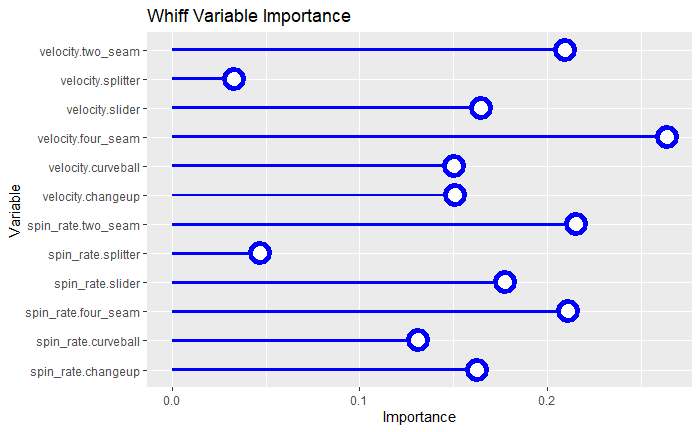 Whiff Variable Importance
Variable
velocity.two_seam
velocity.splitter
velocity.slider
velocity.four_seam
velocity.curveball
velocity.changeup
spin_rate.two_seam
spin_rate.splitter
spin_rate.slider
spin_rate.four_seam
spin_rate.curveball
spin_rate.changeup
0.0 0.1 0.2
Importance